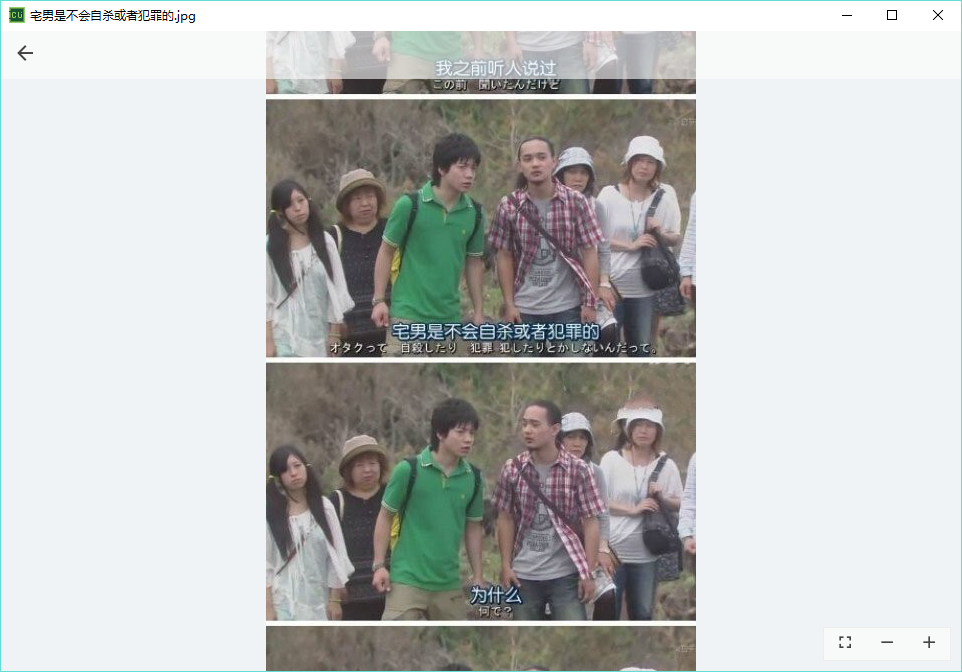 宅男是不会自杀或者犯罪的.jpg
我之前听人说过
この前 聞いたんだけど
宅男是不会自杀或者犯罪的
オタクって 自殺したり 犯罪 犯したりとかしないんだって。
为什么
何で?